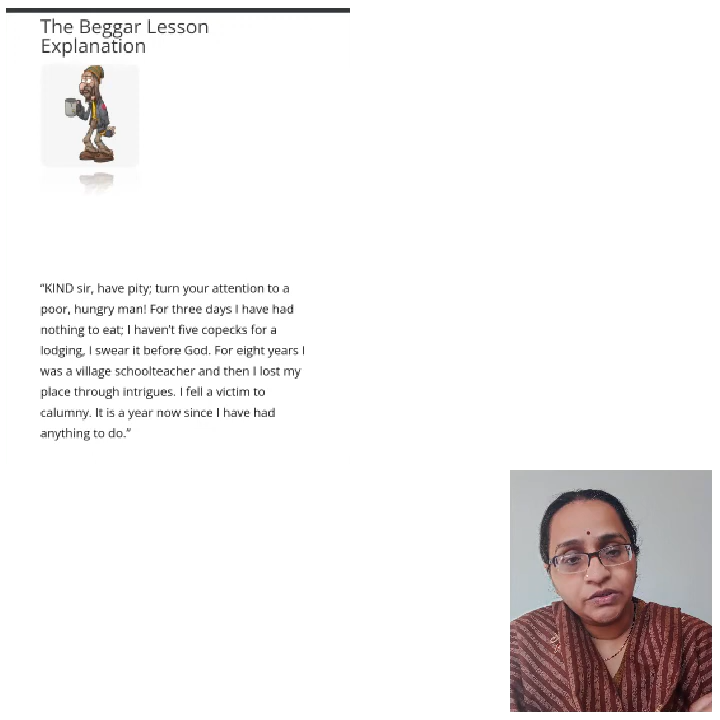 The Beggar Lesson
Explanation
“KIND sir, have pity; turn your attention to a
poor, hungry man! For three days I have had
nothing to eat; I haven't five copecks for a
lodging, I swear it before God. For eight years I
was a village schoolteacher and then I lost my
place through intrigues. I fell a victim to
calumny. It is a year now since I have had
anything to do.”